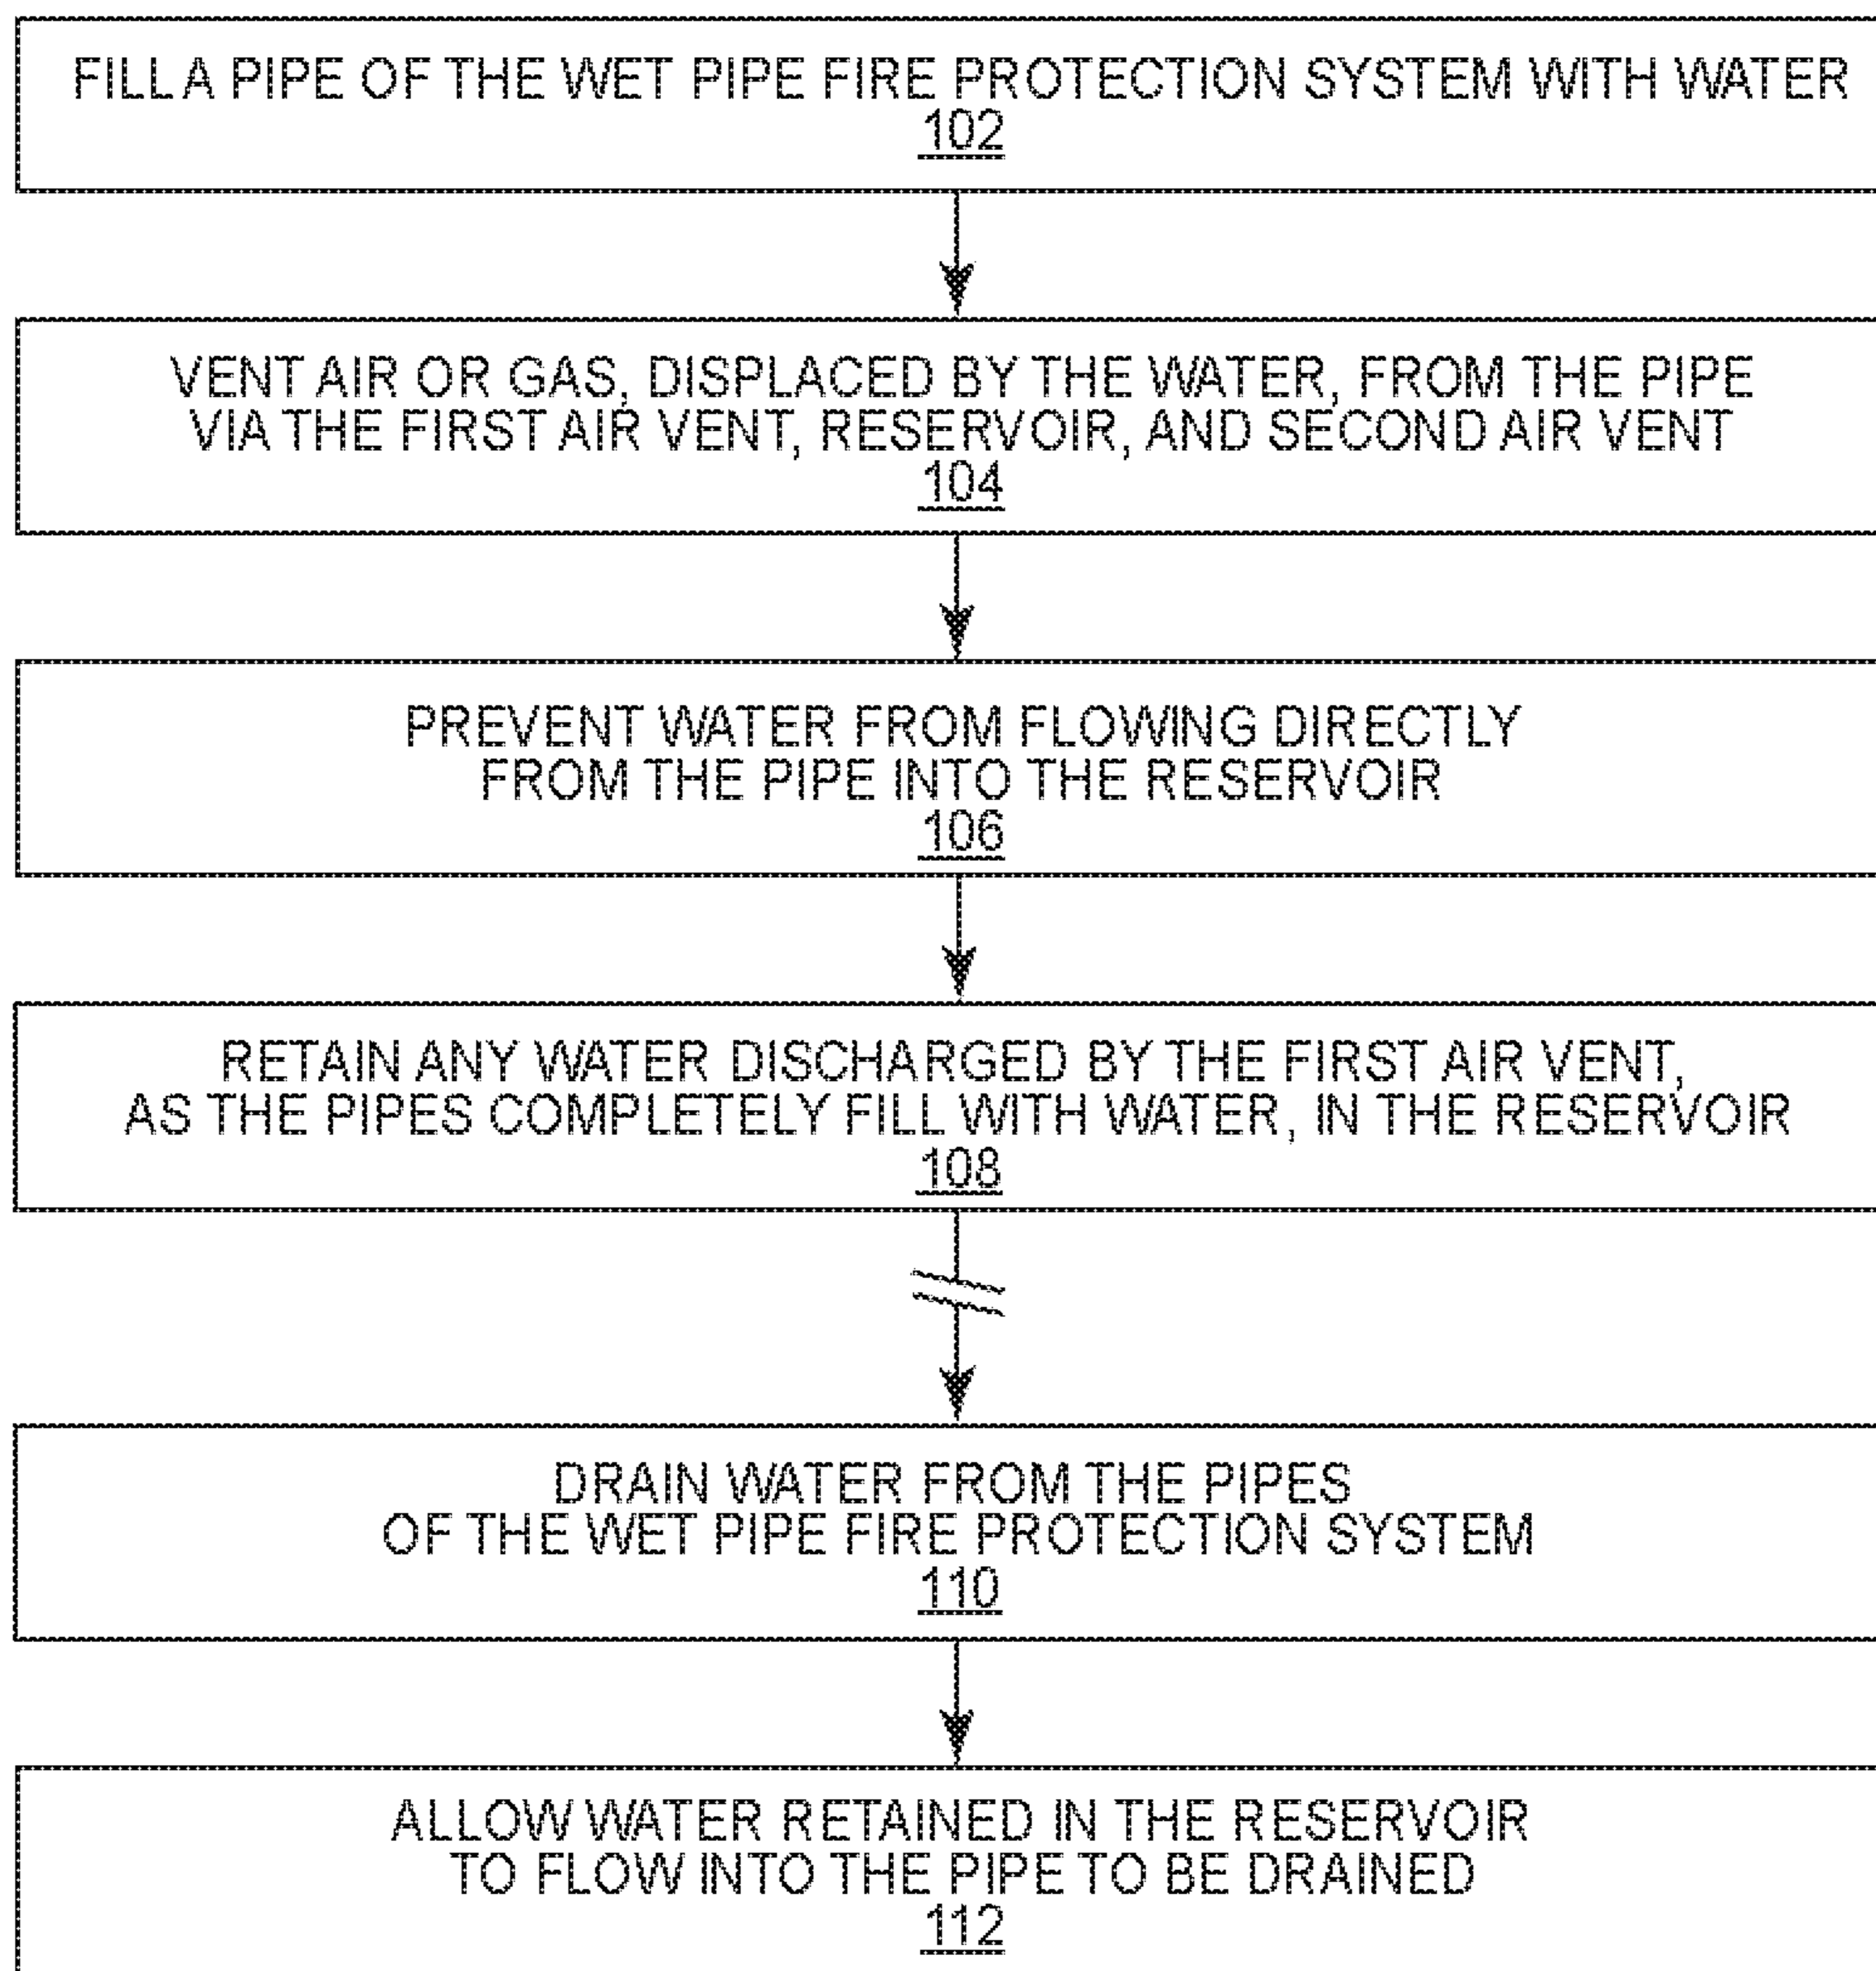 FILL A PIPE OF THE WET PIPE FIRE PROTECTION SYSTEM WITH WATER
102
VENT AIR OR GAS, DISPLACED BY THE WATER, FROM THE PIPE
VIA THE FIRST AIR VENT, RESERVOIR, AND SECOND AIR VENT
104
PREVENT WATER FROM FLOWING DIRECTLY
FROM THE PIPE INTO THE RESERVOIR
106
RETAIN ANY WATER DISCHARGED BY THE FIRST AIR VENT,
AS THE PIPES COMPLETELY FILL WITH WATER, IN THE RESERVOIR
108
DRAIN WATER FROM THE PIPES
OF THE WET PIPE FIRE PROTECTION SYSTEM
110
ALLOW WATER RETAINED IN THE RESERVOIR
TO FLOW INTO THE PIPE TO BE DRAINED
112